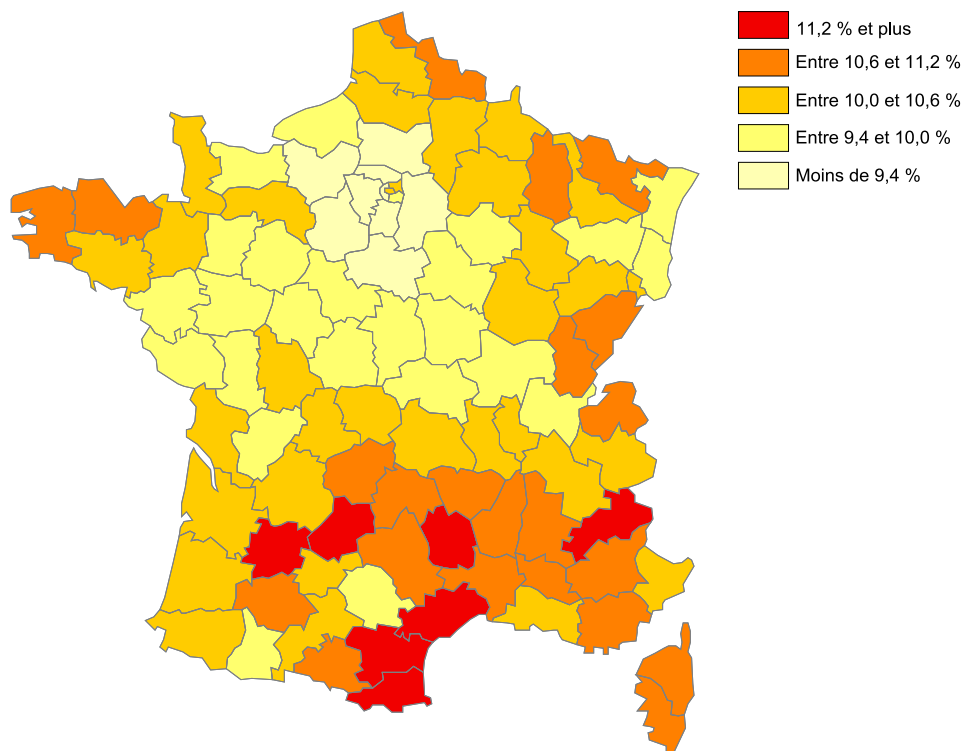 11,2 % et plus
Entre 10,6 et 11,2 %
Entre 10,0 et 10,6 %
Entre 9,4 et 10,0 %
Moins de 9,4 %